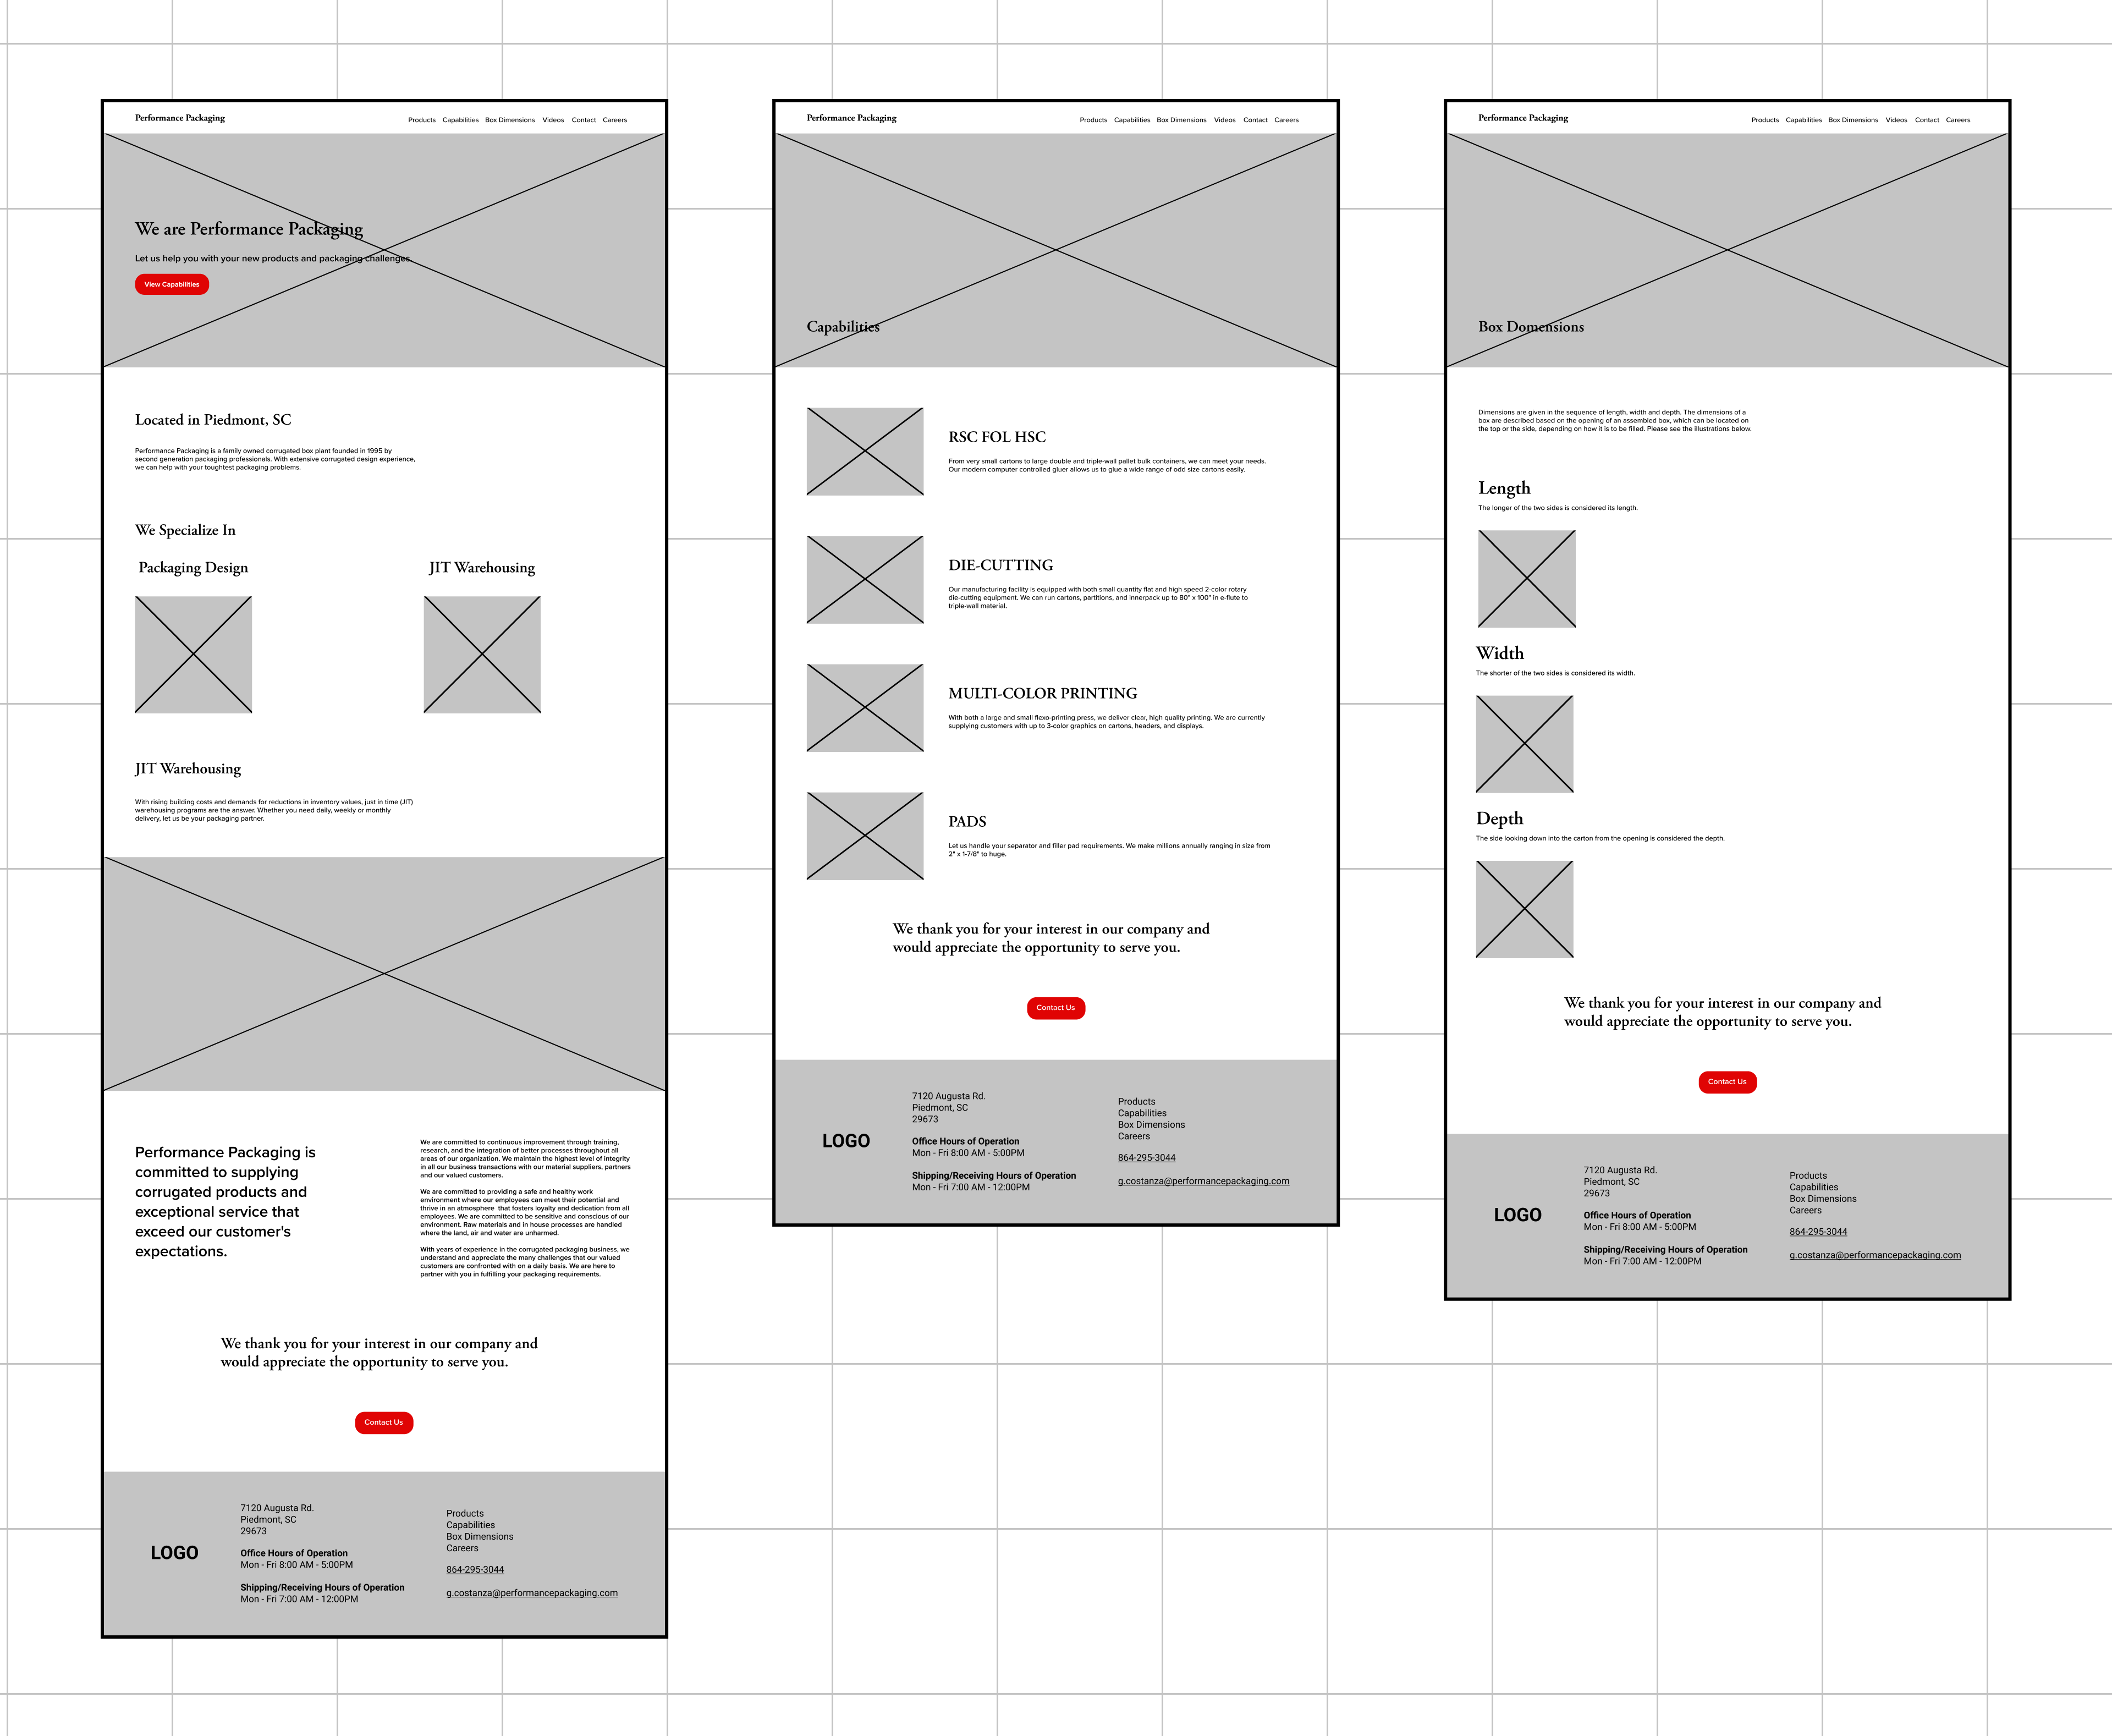 Performance Packaging
Products Capabilities Box Dimensions Videos Contact Careers
We are Performance Packaging
Let us help you with your new products and packaging challenges.
View Capabilities
Located in Piedmont, SC
Performance Packaging is a family owned corrugated box plant founded in 1995 by
second generation packaging professionals. With extensive corrugated design experience,
we can help with your toughtest packaging problems.
We Specialize In
Packaging Design
JIT Warehousing
JIT Warehousing
With rising building costs and demands for reductions in inventory values, just in time (JIT)
warehousing programs are the answer. Whether you need daily, weekly or monthly
delivery, let us be your packaging partner.
Performance Packaging is
committed to supplying
corrugated products and
exceptional service that
exceed our customer's
expectations.
We are committed to continuous improvement through training,
research, and the integration of better processes throughout all
areas of our organization. We maintain the highest level of integrity
in all our business transactions with our material suppliers, partners
and our valued customers.
We are committed to providing a safe and healthy work
environment where our employees can meet their potential and
thrive in an atmosphere that fosters loyalty and dedication from all
employees. We are committed to be sensitive and conscious of our
environment. Raw materials and in house processes are handled
where the land, air and water are unharmed.
With years of experience in the corrugated packaging business, we
understand and appreciate the many challenges that our valued
customers are confronted with on a daily basis. We are here to
partner with you in fulfilling your packaging requirements.
We thank you for your interest in our company and
would appreciate the opportunity to serve you.
Contact Us
LOGO
7120 Augusta Rd.
Piedmont, SC
29673
Office Hours of Operation
Mon - Fri 8:00 AM - 5:00PM
Shipping/Receiving Hours of Operation
Mon - Fri 7:00 AM - 12:00PM
Products
Capabilities
Box Dimensions
Careers
864-295-3044
g.costanza@performancepackaging.com
Performance Packaging
Products Capabilities Box Dimensions Videos Contact Careers
Capabilities
RSC FOL HSC
From very small cartons to large double and triple-wall pallet bulk containers, we can meet your needs.
Our modern computer controlled gluer allows us to glue a wide range of odd size cartons easily.
DIE-CUTTING
Our manufacturing facility is equipped with both small quantity flat and high speed 2-color rotary
die-cutting equipment. We can run cartons, partitions, and innerpack up to 80" x 100" in e-flute to
triple-wall material.
MULTI-COLOR PRINTING
With both a large and small flexo-printing press, we deliver clear, high quality printing. We are currently
supplying customers with up to 3-color graphics on cartons, headers, and displays.
PADS
Let us handle your separator and filler pad requirements. We make millions annually ranging in size from
2" x 1-7/8" to huge.
We thank you for your interest in our company and
would appreciate the opportunity to serve you.
Contact Us
LOGO
7120 Augusta Rd.
Piedmont, SC
29673
Office Hours of Operation
Mon - Fri 8:00 AM - 5:00PM
Shipping/Receiving Hours of Operation
Mon - Fri 7:00 AM - 12:00PM
Products
Capabilities
Box Dimensions
Careers
864-295-3044
g.costanza@performancepackaging.com
Performance Packaging
Products Capabilities Box Dimensions Videos Contact Careers
Box Domensions
Dimensions are given in the sequence of length, width and depth. The dimensions of a
box are described based on the opening of an assembled box, which can be located on
the top or the side, depending on how it is to be filled. Please see the illustrations below.
Length
The longer of the two sides is considered its length.
Width
The shorter of the two sides is considered its width.
Depth
The side looking down into the carton from the opening is considered the depth.
We thank you for your interest in our company and
would appreciate the opportunity to serve you.
Contact Us
LOGO
7120 Augusta Rd.
Piedmont, SC
29673
Office Hours of Operation
Mon - Fri 8:00 AM - 5:00PM
Shipping/Receiving Hours of Operation
Mon - Fri 7:00 AM - 12:00PM
Products
Capabilities
Box Dimensions
Careers
864-295-3044
g.costanza@performancepackaging.com